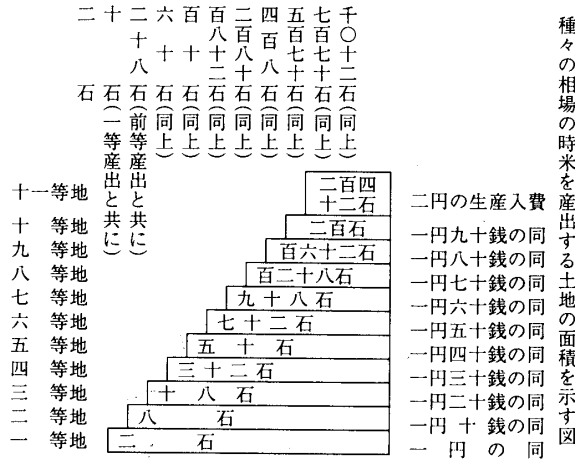 種々の相場の時米を産出する土地の面積を示す図
千〇十二石(同上)
七百七十石(同上)
五百七十石(同上)
四百八石(同上)
二百八十石(同上)
百八十二石(同上)
百十石(同上)
六十石(同上)
二十八石(前等産出と共に)
十石(一等産出と共に)
二石
十一等地 二百四十二石 二円の生産入費
十等地 二百石 一円九十銭の同
九等地 百六十二石 一円八十銭の同
八等地 百二十八石 一円七十銭の同
七等地 九十八石 一円六十銭の同
六等地 七十二石 一円五十銭の同
五等地 五十石 一円四十銭の同
四等地 三十二石 一円三十銭の同
三等地 十八石 一円二十銭の同
二等地 八石 一円十銭の同
一等地 二石 一円の同